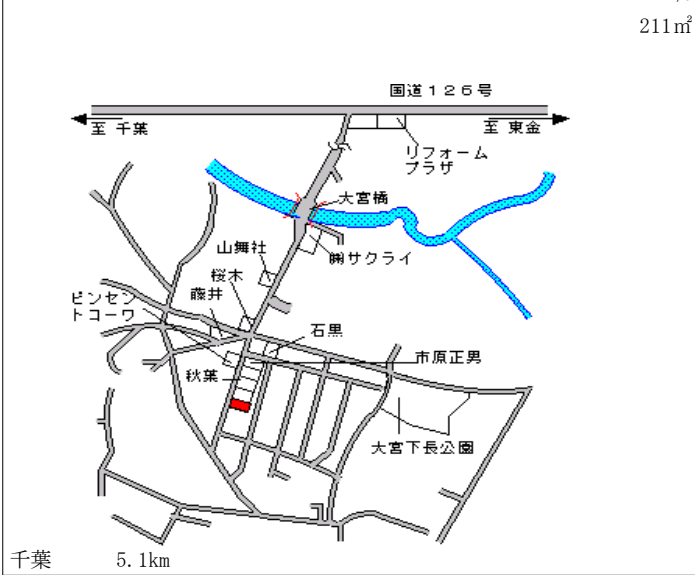 211㎡
国道126号
至 千葉
至 東金
リフォーム
プラザ
大宮橋
㈱サクライ
山舞社
桜木
藤井
ビンセン
トコーワ
石黒
市原正男
秋葉
大宮下長公園
千葉 5.1km